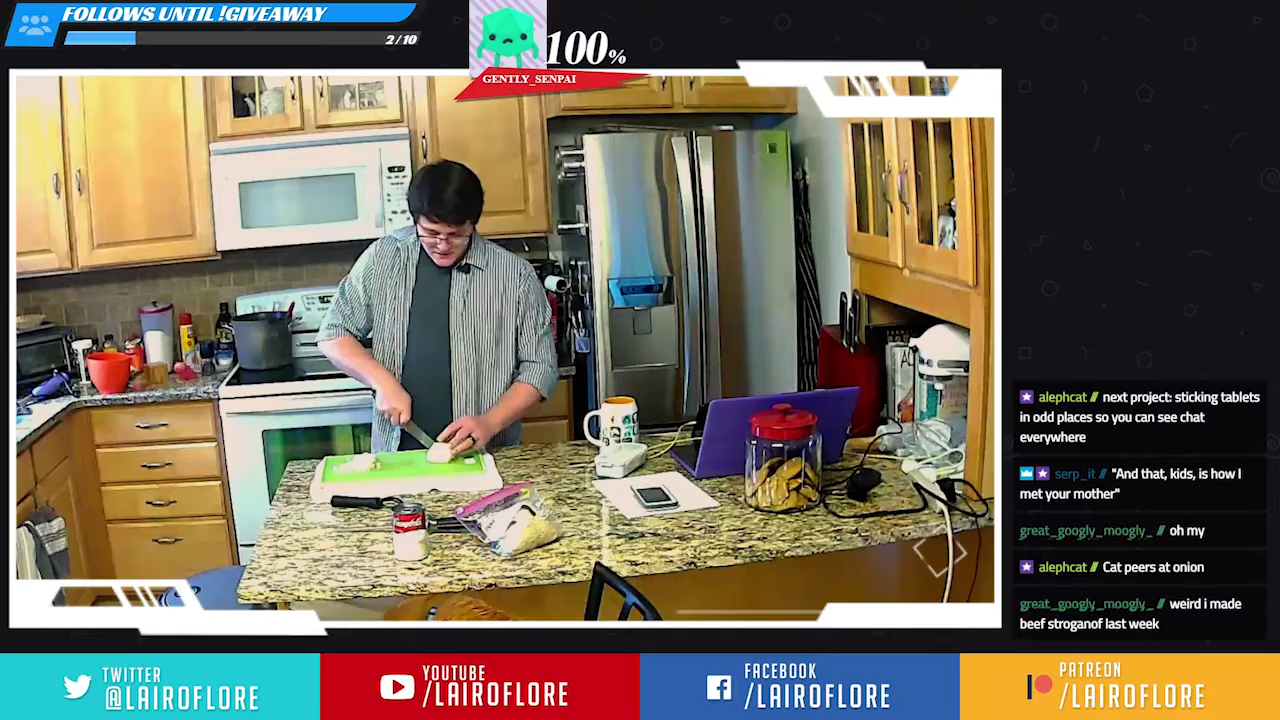 FOLLOWS UNTIL !GIVEAWAY
2/10
100%
GENTLY_SENPAI
Campbell's
alephcat // next project: sticking tablets
in odd places so you can see chat
everywhere
serp_it // "And that, kids, is how I
met your mother"
great_googly_moogly_ // oh my
alephcat // Cat peers at onion
great_googly_moogly_ // weird i made
beef stroganof last week
TWITTER
@LAIROFLORE
YOUTUBE
/LAIROFLORE
FACEBOOK
/LAIROFLORE
PATREON
/LAIROFLORE